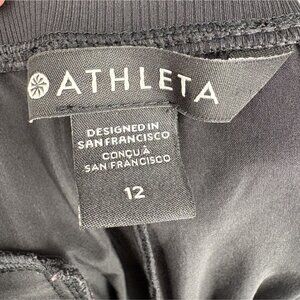 ATHLETA
DESIGNED IN
SAN FRANCISCO
CONÇU À
SAN FRANCISCO
12